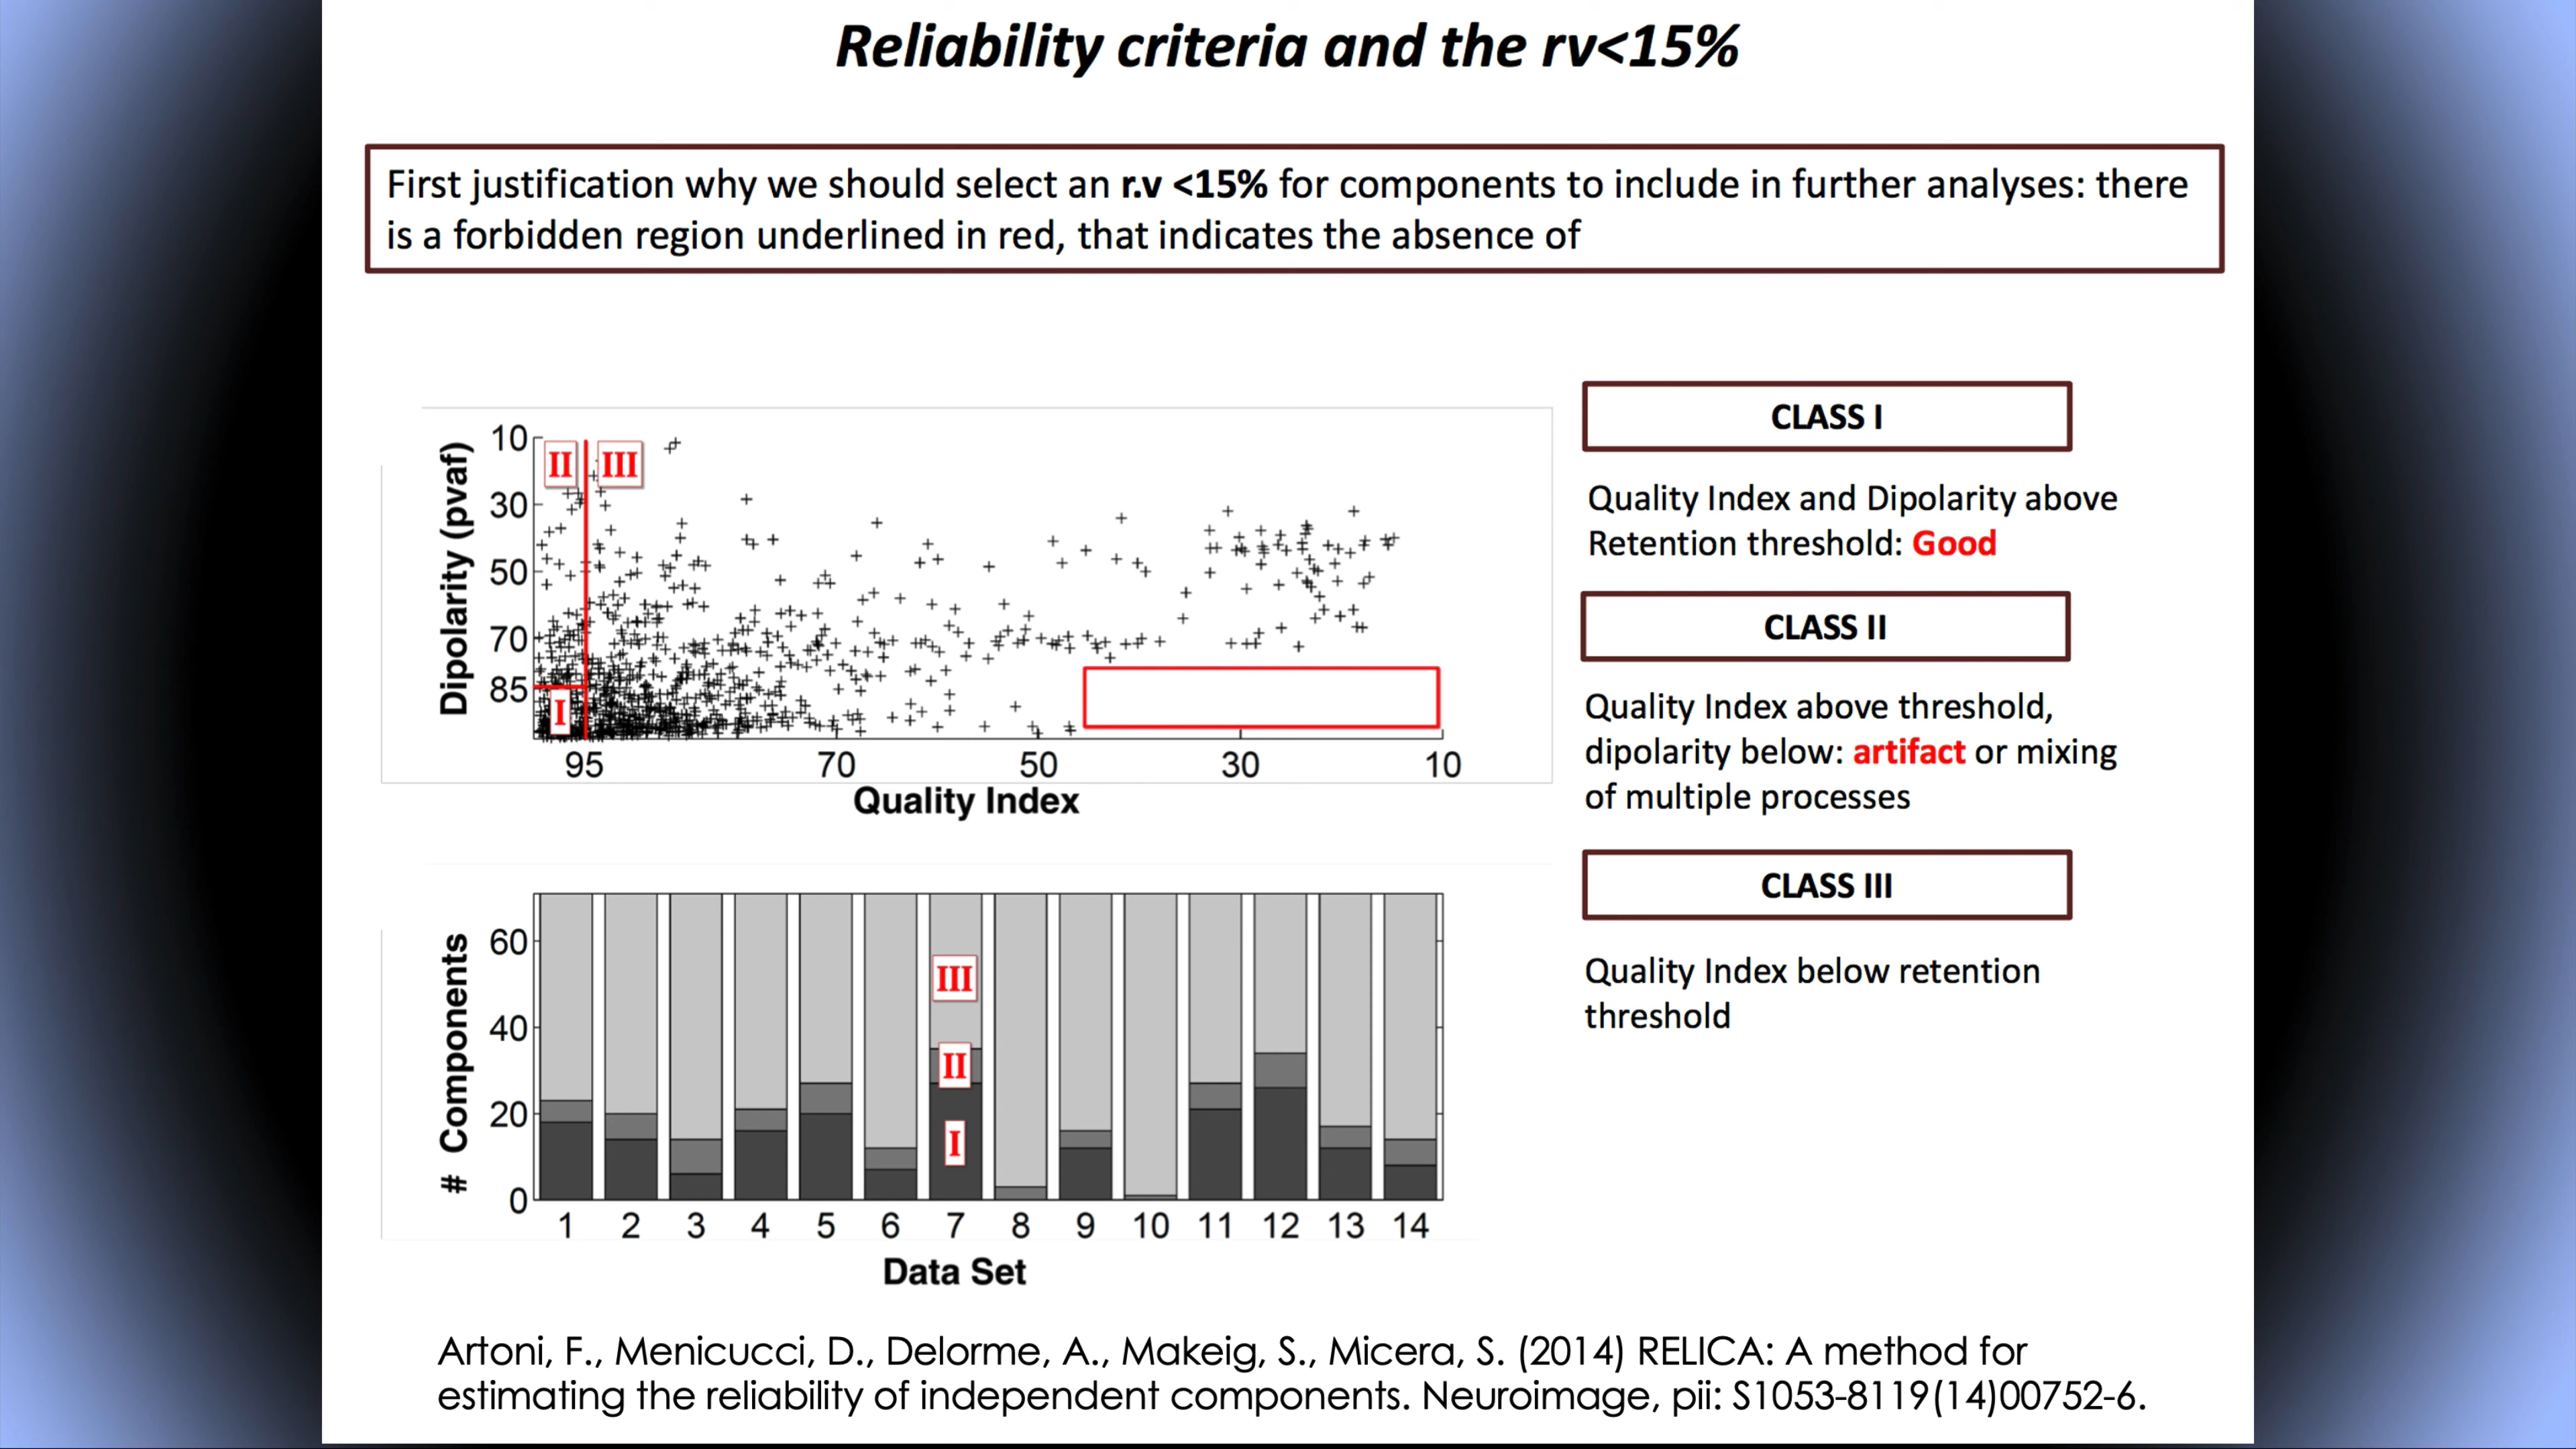 Reliability criteria and the rv<15%
First justification why we should select an r.v <15% for components to include in further analyses: there
is a forbidden region underlined in red, that indicates the absence of
Dipolarity (pvaf)
10
30
50
70
85
II
III
I
95
70
50
30
10
Quality Index
# Components
60
40
20
0
III
II
I
1
2
3
4
5
6
7
8
9
10
11
12
13
14
Data Set
CLASS I
Quality Index and Dipolarity above
Retention threshold: Good
CLASS II
Quality Index above threshold,
dipolarity below: artifact or mixing
of multiple processes
CLASS III
Quality Index below retention
threshold
Artoni, F., Menicucci, D., Delorme, A., Makeig, S., Micera, S. (2014) RELICA: A method for
estimating the reliability of independent components. Neuroimage, pii: S1053-8119(14)00752-6.